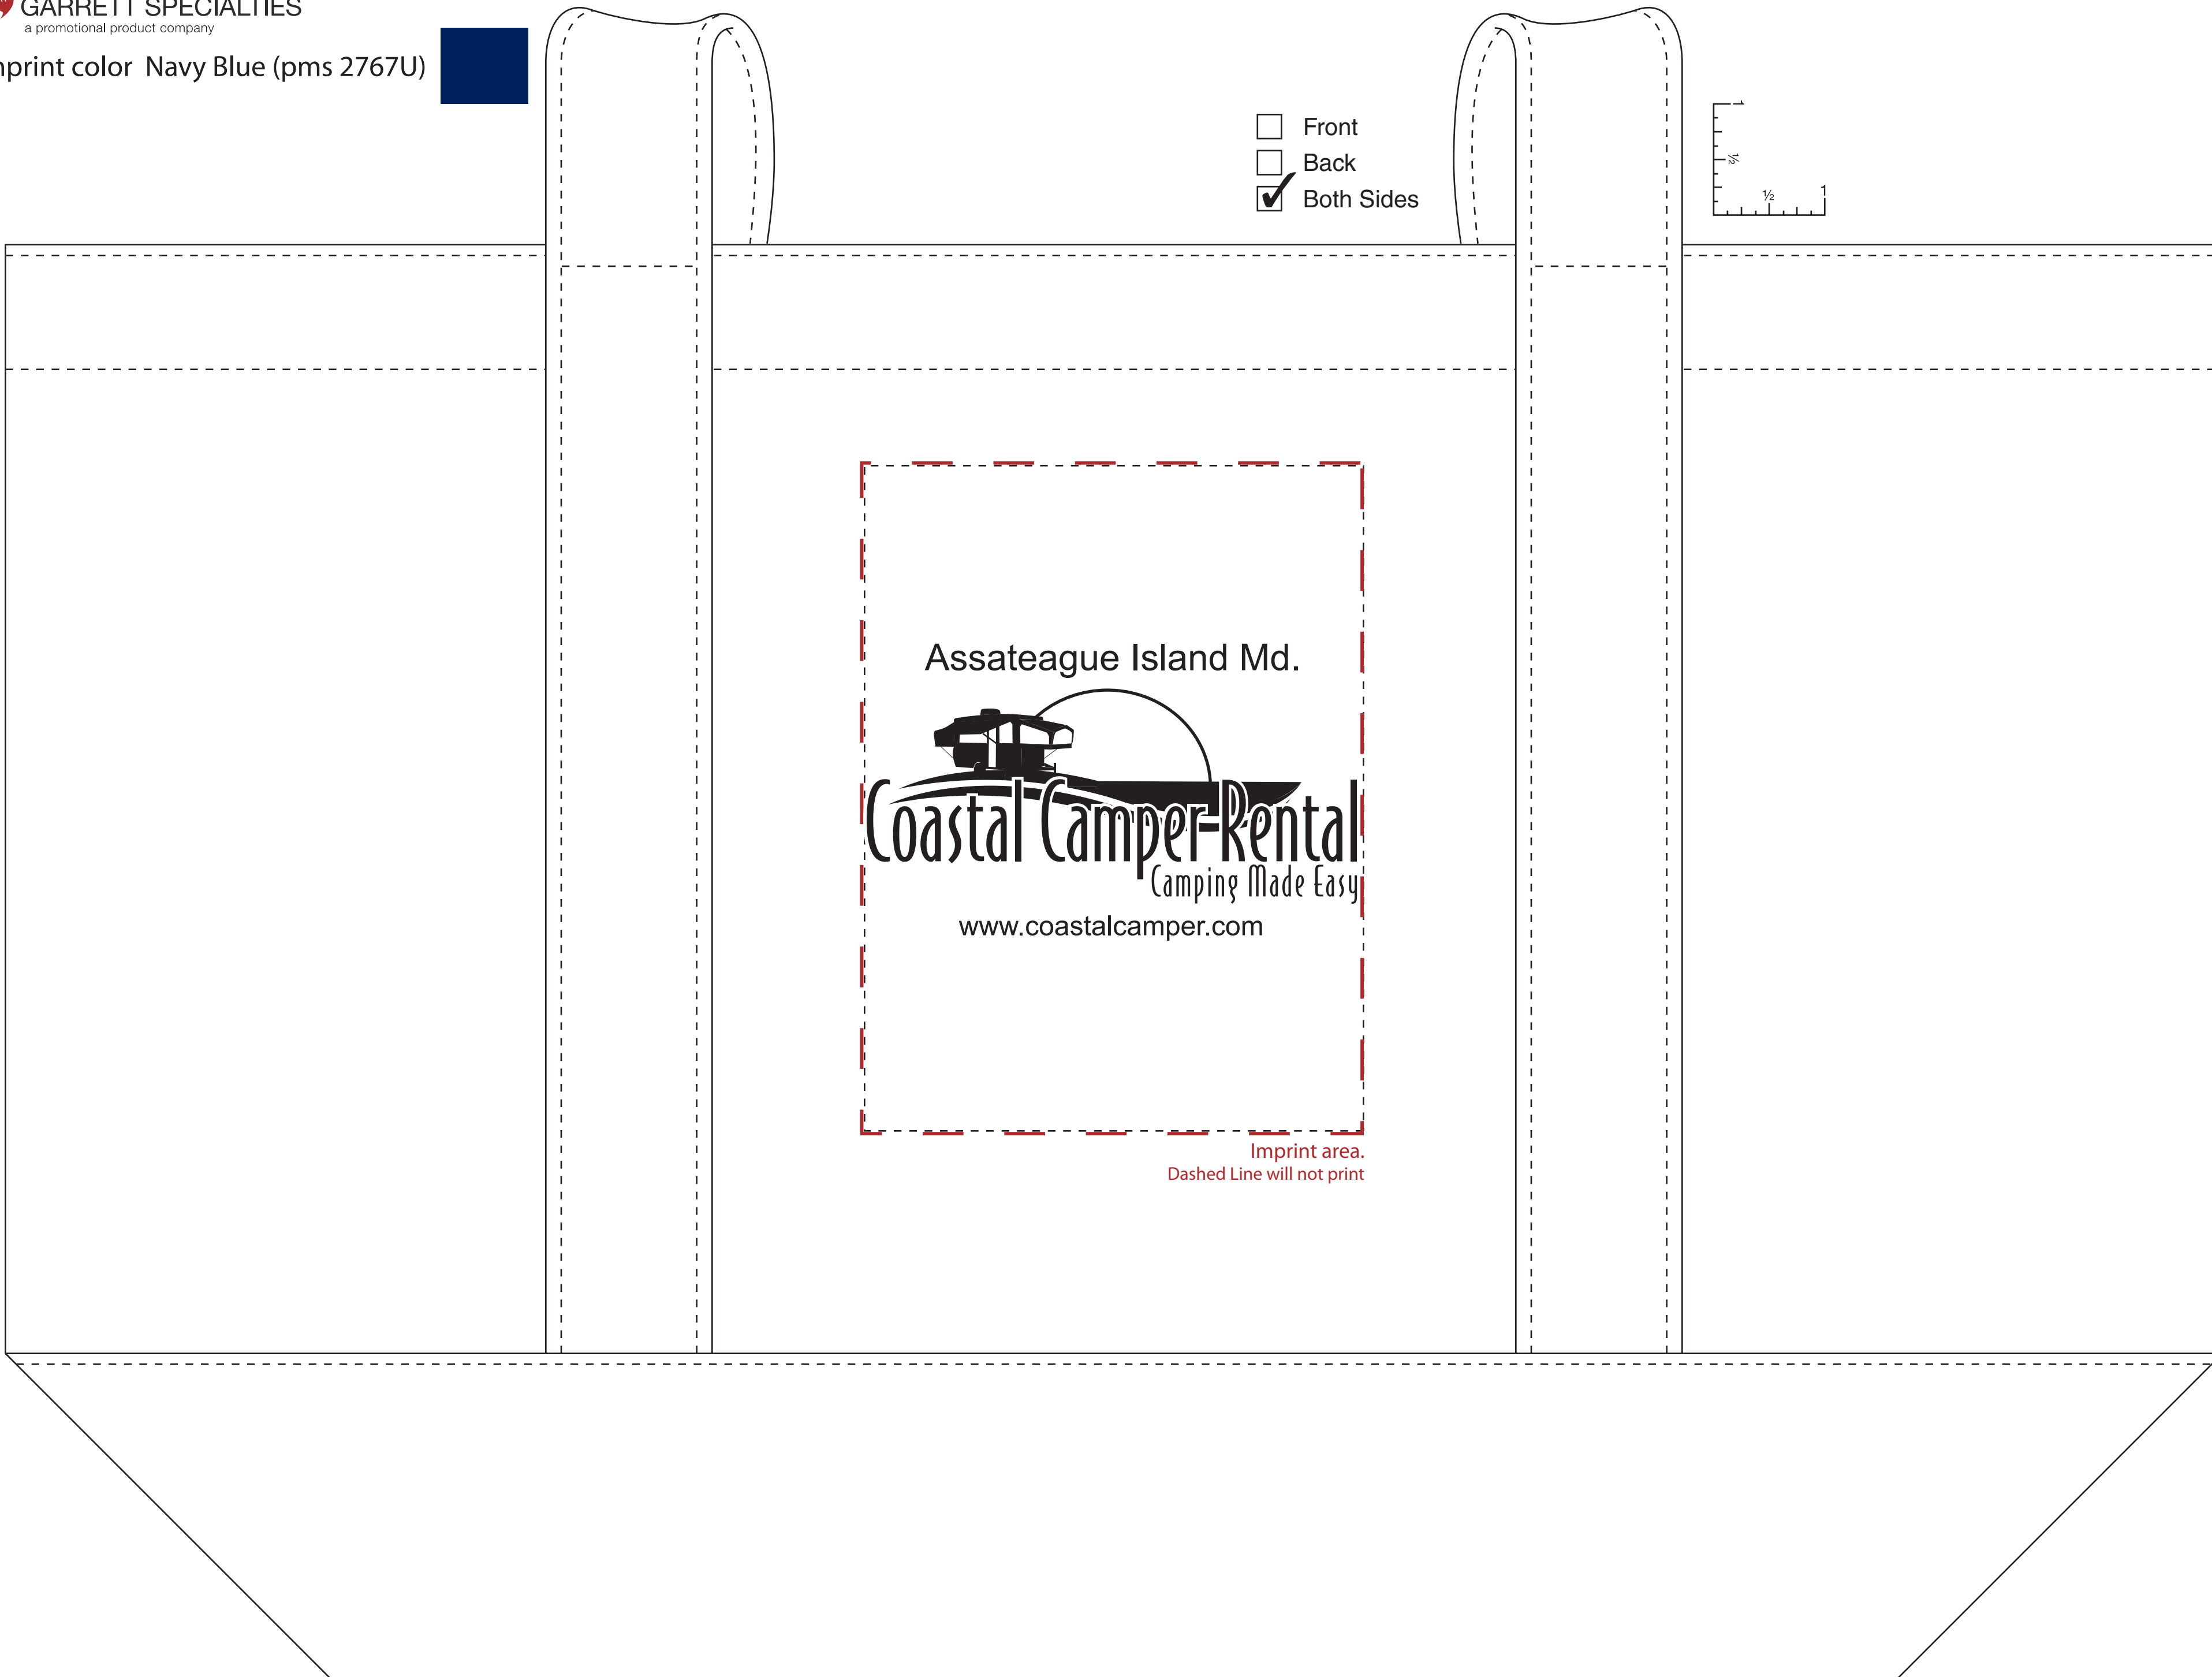 GARRETT SPECIALTIES
a promotional product company
mprint color Navy Blue (pms 2767U)
Front
Back
Both Sides
1
½
½
1
Assateague Island Md.
Coastal Camper-Rental
Camping Made Easy
www.coastalcamper.com
Imprint area.
Dashed Line will not print